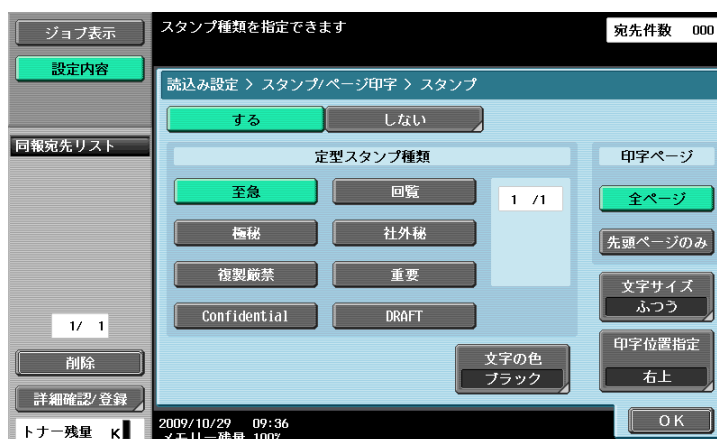 ジョブ表示
設定内容
同報宛先リスト
1/ 1
削除
詳細確認/登録
トナー残量 K
スタンプ種類を指定できます
宛先件数 000
読込み設定 > スタンプ/ページ印字 > スタンプ
する
しない
定型スタンプ種類
至急
回覧
極秘
社外秘
複製厳禁
重要
Confidential
DRAFT
1 /1
印字ページ
全ページ
先頭ページのみ
文字サイズ
ふつう
印字位置指定
右上
文字の色
ブラック
2009/10/29 09:36
メモリー残量 100%
OK